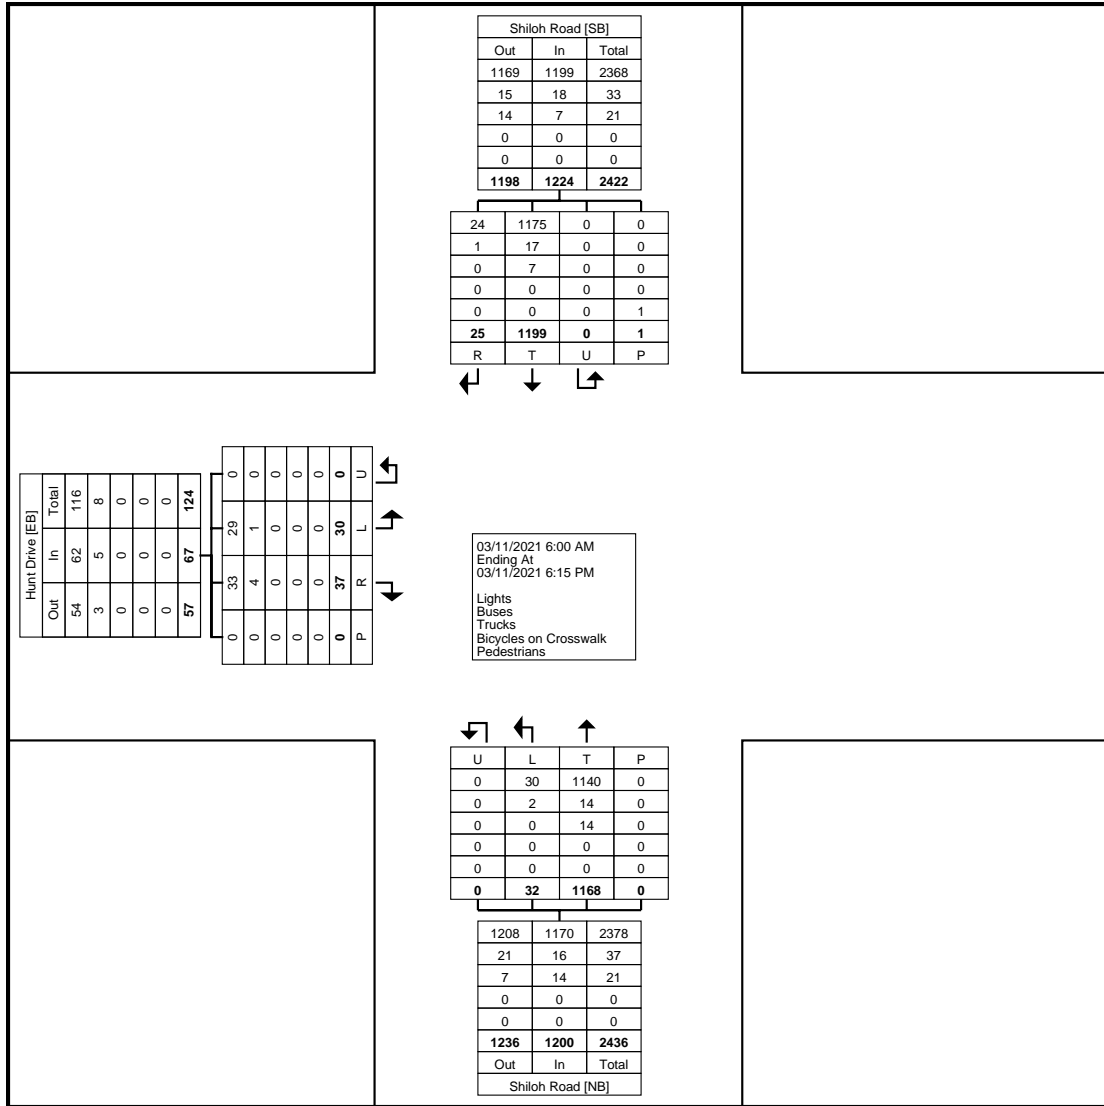 Shiloh Road [SB]
Out In Total
1169 1199 2368
15 18 33
14 7 21
0 0 0
0 0 0
1198 1224 2422
24 1175 0 0
1 17 0 0
0 7 0 0
0 0 0 0
0 0 0 1
25 1199 0 1
R T U P
Hunt Drive [EB]
Out In Total
54 62 116
3 5 8
0 0 0
0 0 0
0 0 0
57 67 124
0 33 29 0
0 4 1 0
0 0 0 0
0 0 0 0
0 0 0 0
0 37 30 0
P R L U
03/11/2021 6:00 AM
Ending At
03/11/2021 6:15 PM
Lights
Buses
Trucks
Bicycles on Crosswalk
Pedestrians
U L T P
0 30 1140 0
0 2 14 0
0 0 14 0
0 0 0 0
0 0 0 0
0 32 1168 0
1208 1170 2378
21 16 37
7 14 21
0 0 0
0 0 0
1236 1200 2436
Out In Total
Shiloh Road [NB]